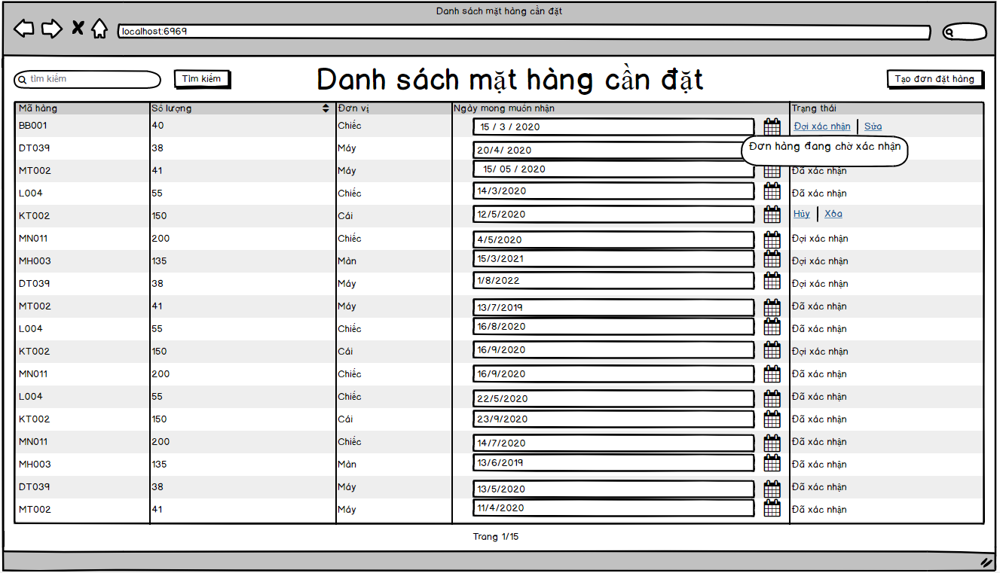 Danh sách mặt hàng cần đặt
localhost:6969
tìm kiếm Tìm kiếm Danh sách mặt hàng cần đặt Tạo đơn đặt hàng
Mã hàng Số lượng Đơn vị Ngày mong muốn nhận Trạng thái
BB001 40 Chiếc 15 / 3 / 2020 Đợi xác nhận Sửa
Đơn hàng đang chờ xác nhận
DT039 38 Máy 20/4/ 2020
MT002 41 Máy 15/ 05 / 2020 Đã xác nhận
L004 55 Chiếc 14/3/2020 Đã xác nhận
KT002 150 Cái 12/5/2020 Hủy Xóa
MN011 200 Chiếc 4/5/2020 Đợi xác nhận
MH003 135 Màn 15/3/2021 Đợi xác nhận
DT039 38 Máy 1/8/2022 Đợi xác nhận
MT002 41 Máy 13/7/2019 Đã xác nhận
L004 55 Chiếc 16/8/2020 Đã xác nhận
KT002 150 Cái 16/9/2020 Đợi xác nhận
MN011 200 Chiếc 16/9/2020 Đã xác nhận
L004 55 Chiếc 22/5/2020 Đã xác nhận
KT002 150 Cái 23/9/2020 Đã xác nhận
MN011 200 Chiếc 14/7/2020 Đã xác nhận
MH003 135 Màn 13/6/2019 Đã xác nhận
DT039 38 Máy 13/5/2020 Đã xác nhận
MT002 41 Máy 11/4/2020 Đã xác nhận
Trang 1/15